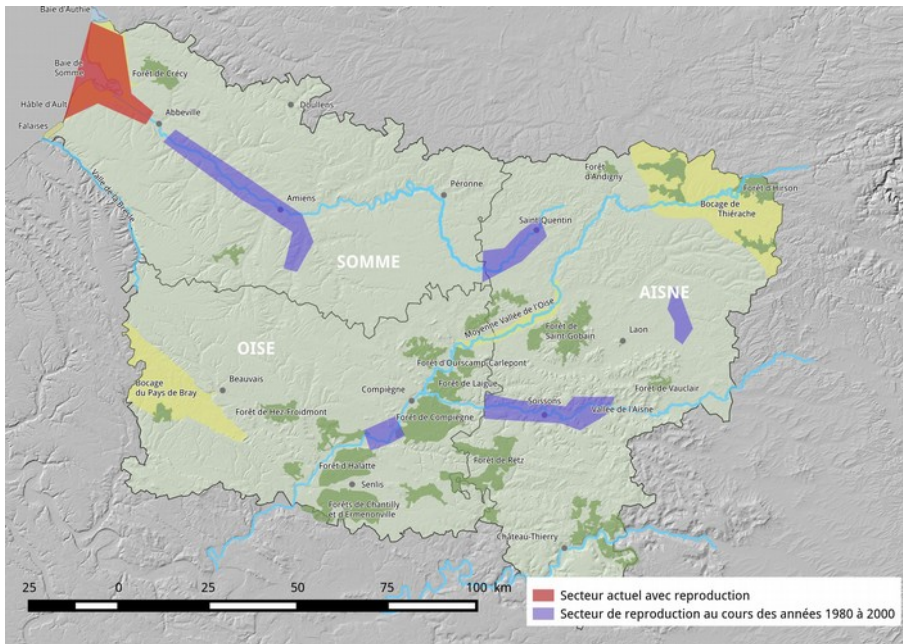 Baie d'Authie
Baie de
Somme
Forêt de Crécy
Hâble d'Ault
Abbeville
Doullens
Falaises
Vallée de la Bresle
Amiens
Péronne
Forêt
d'Andigny
Forêt d'Hirson
Bocage de
Thiérache
Saint-Quentin
SOMME
AISNE
Moyenne Vallée de l'Oise
Forêt de
Saint-Gobain
Laon
OISE
Forêt d'Ourscamp-Carlepont
Beauvais
Compiègne
Forêt de Laigue
Forêt de Vauclair
Bocage
du Pays de Bray
Forêt de Hez-Froidmont
Forêt de Compiègne
Soissons
Vallée de l'Aisne
Forêt d'Halatte
Forêt de Retz
Senlis
Forêts de Chantilly
et d'Ermenonville
Château-Thierry
25 0 25 50 75 100 km
Secteur actuel avec reproduction
Secteur de reproduction au cours des années 1980 à 2000